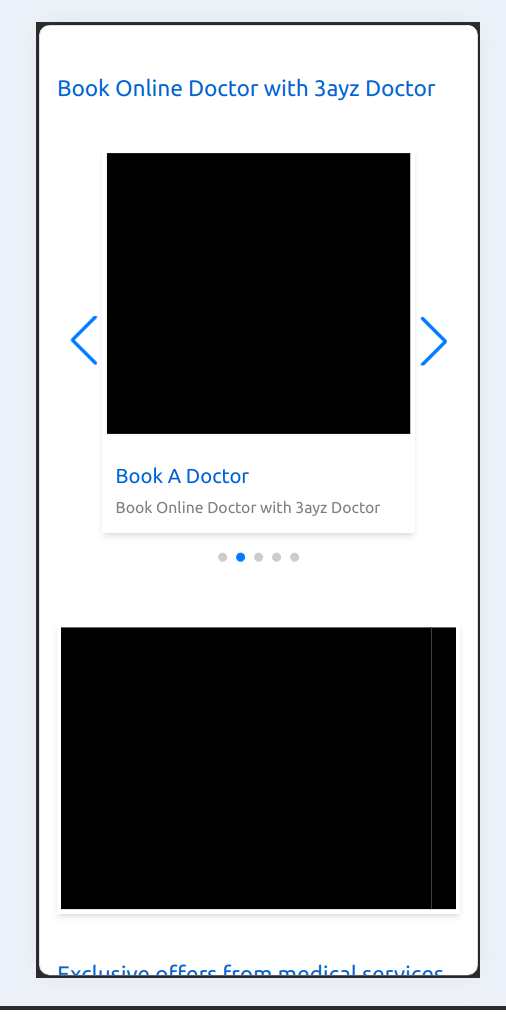 Book Online Doctor with 3ayz Doctor
Book A Doctor
Book Online Doctor with 3ayz Doctor
Exclusive offers from medical services